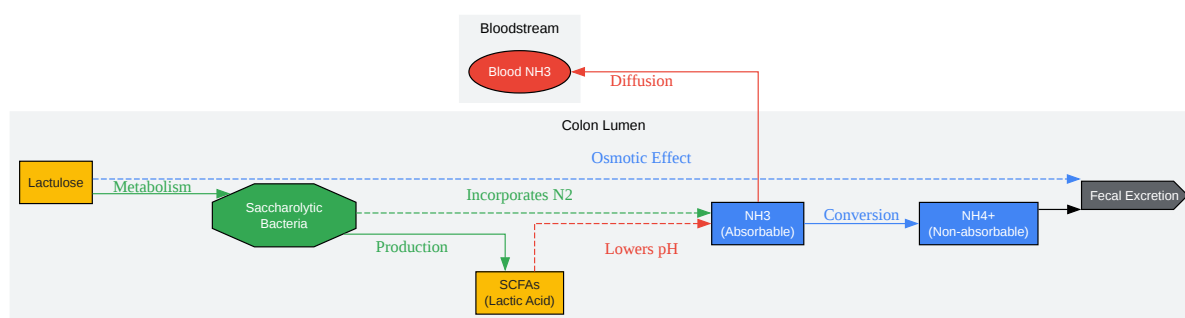 Bloodstream
Blood NH3
Diffusion
Colon Lumen
Osmotic Effect
Lactulose
Metabolism
Incorporates N2
Fecal Excretion
Saccharolytic
Bacteria
NH3
(Absorbable)
Conversion
NH4+
(Non-absorbable)
Production
Lowers pH
SCFAs
(Lactic Acid)